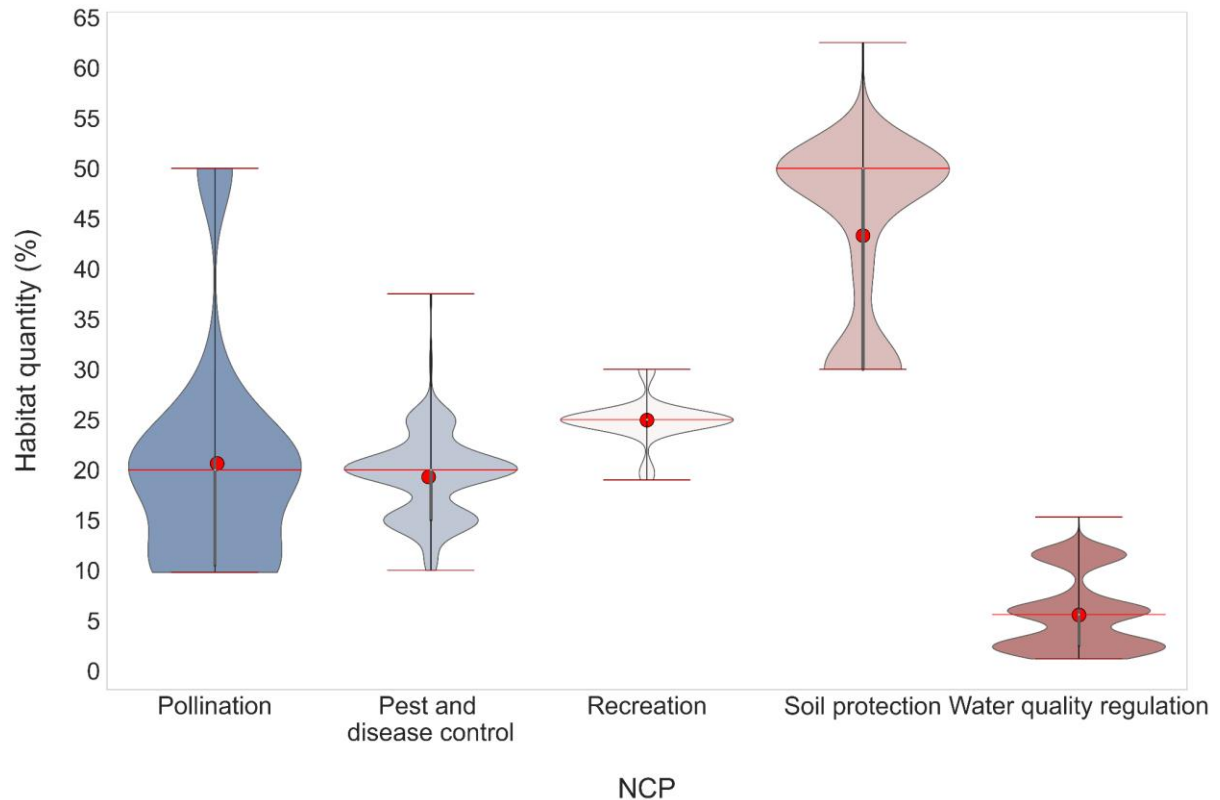 65
60
55
50
45
40
35
30
25
20
15
10
5
0
Habitat quantity (%)
Pollination
Pest and
disease control
Recreation
Soil protection
Water quality regulation
NCP